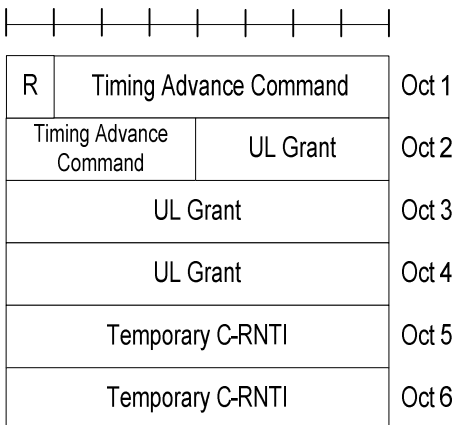 R Timing Advance Command Oct 1
Timing Advance
Command UL Grant Oct 2
UL Grant Oct 3
UL Grant Oct 4
Temporary C-RNTI Oct 5
Temporary C-RNTI Oct 6